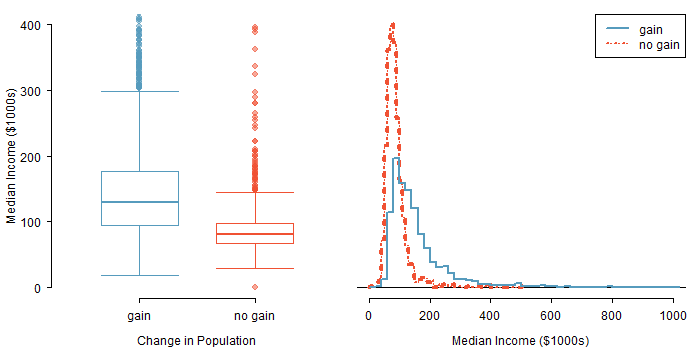 Median Income ($1000s)
400
300
200
100
0
gain
no gain
Change in Population
gain
no gain
0
200
400
600
800
1000
Median Income ($1000s)